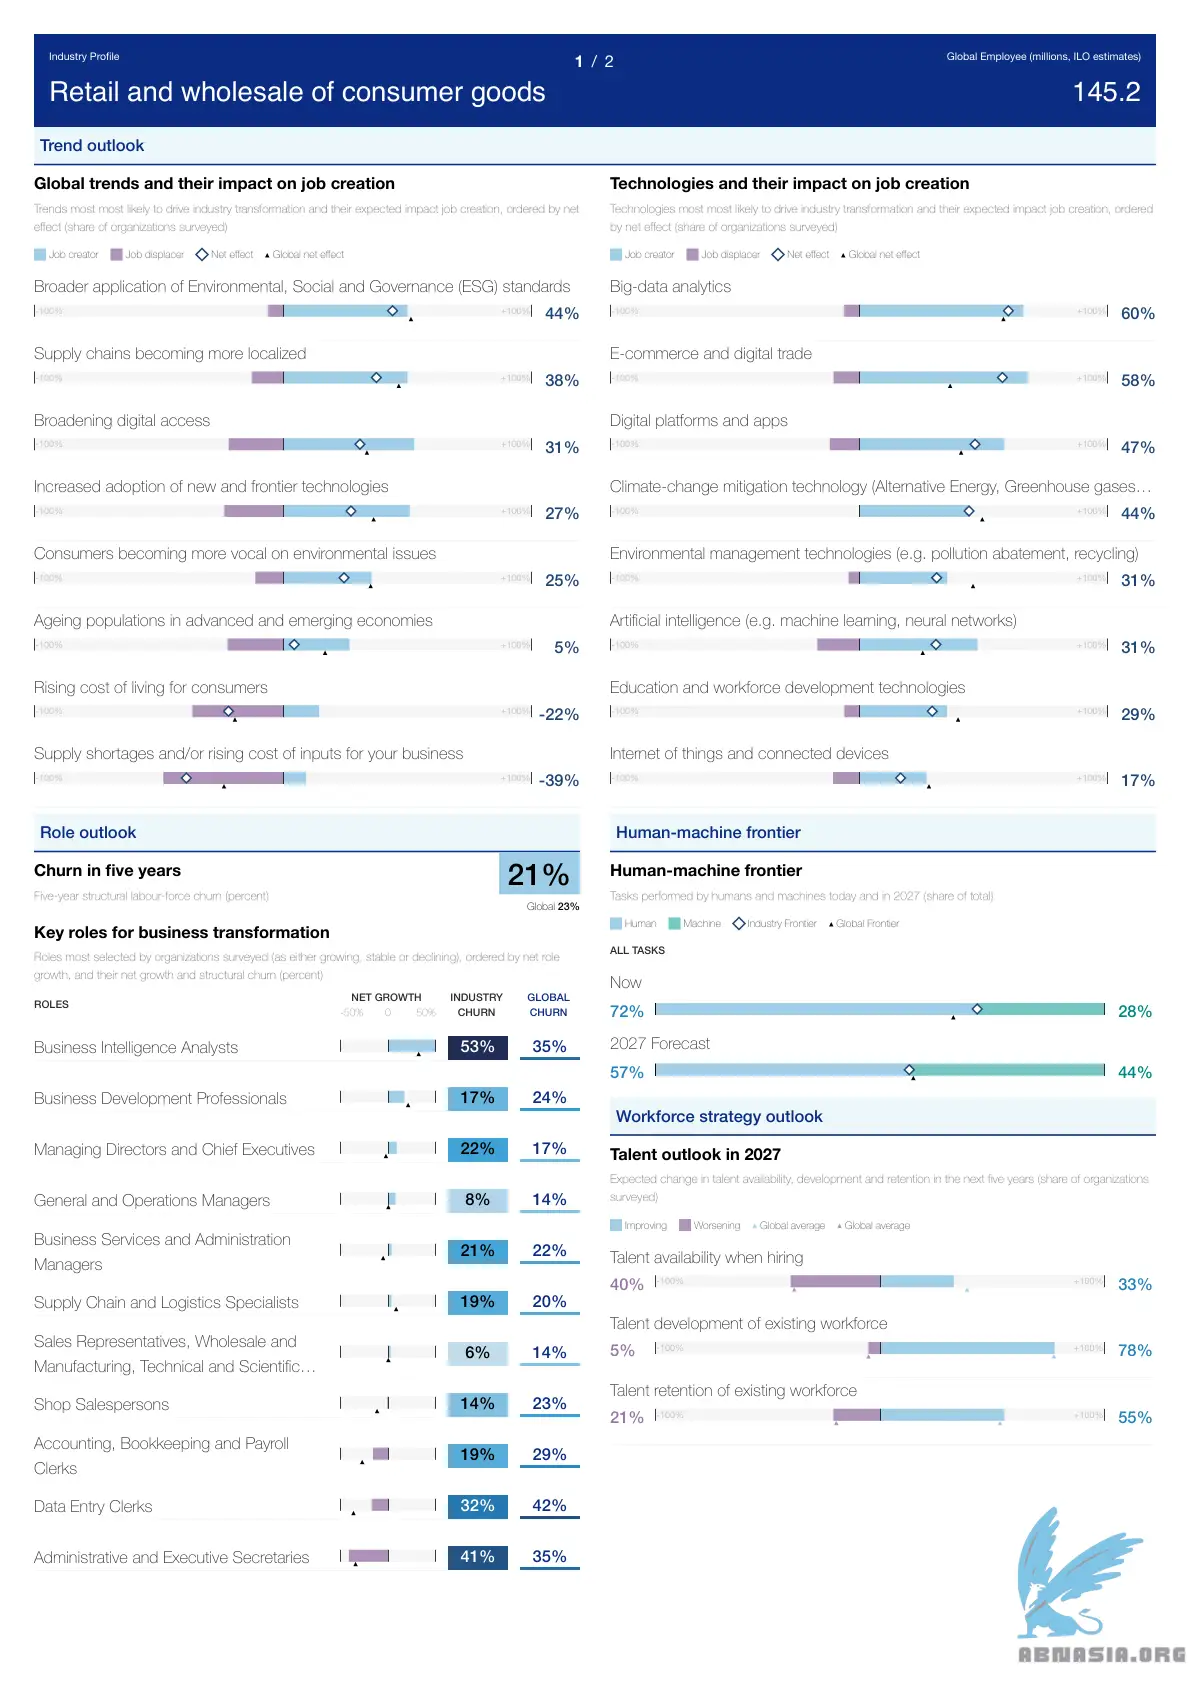 Industry Profile
1 / 2
Global Employee (millions, ILO estimates)
Retail and wholesale of consumer goods
145.2
Trend outlook
Global trends and their impact on job creation
Trends most most likely to drive industry transformation and their expected impact job creation, ordered by net
effect (share of organizations surveyed)
Job creator Job displacer Net effect Global net effect
Broader application of Environmental, Social and Governance (ESG) standards
-100% +100% 44%
Supply chains becoming more localized
-100% +100% 38%
Broadening digital access
-100% +100% 31%
Increased adoption of new and frontier technologies
-100% +100% 27%
Consumers becoming more vocal on environmental issues
-100% +100% 25%
Ageing populations in advanced and emerging economies
-100% +100% 5%
Rising cost of living for consumers
-100% +100% -22%
Supply shortages and/or rising cost of inputs for your business
-100% +100% -39%
Technologies and their impact on job creation
Technologies most most likely to drive industry transformation and their expected impact job creation, ordered
by net effect (share of organizations surveyed)
Job creator Job displacer Net effect Global net effect
Big-data analytics
-100% +100% 60%
E-commerce and digital trade
-100% +100% 58%
Digital platforms and apps
-100% +100% 47%
Climate-change mitigation technology (Alternative Energy, Greenhouse gases…
-100% +100% 44%
Environmental management technologies (e.g. pollution abatement, recycling)
-100% +100% 31%
Artificial intelligence (e.g. machine learning, neural networks)
-100% +100% 31%
Education and workforce development technologies
-100% +100% 29%
Internet of things and connected devices
-100% +100% 17%
Role outlook
Churn in five years
21%
Five-year structural labour-force churn (percent)
Global 23%
Key roles for business transformation
Roles most selected by organizations surveyed (as either growing, stable or declining), ordered by net role
growth, and their net growth and structural churn (percent)
ROLES NET GROWTH INDUSTRY CHURN GLOBAL CHURN
-50% 0 50%
Business Intelligence Analysts 53% 35%
Business Development Professionals 17% 24%
Managing Directors and Chief Executives 22% 17%
General and Operations Managers 8% 14%
Business Services and Administration
Managers 21% 22%
Supply Chain and Logistics Specialists 19% 20%
Sales Representatives, Wholesale and
Manufacturing, Technical and Scientific… 6% 14%
Shop Salespersons 14% 23%
Accounting, Bookkeeping and Payroll
Clerks 19% 29%
Data Entry Clerks 32% 42%
Administrative and Executive Secretaries 41% 35%
Human-machine frontier
Human-machine frontier
Tasks performed by humans and machines today and in 2027 (share of total)
Human Machine Industry Frontier Global Frontier
ALL TASKS
Now
72% 28%
2027 Forecast
57% 44%
Workforce strategy outlook
Talent outlook in 2027
Expected change in talent availability, development and retention in the next five years (share of organizations
surveyed)
Improving Worsening Global average Global average
Talent availability when hiring
40% -100% +100% 33%
Talent development of existing workforce
5% -100% +100% 78%
Talent retention of existing workforce
21% -100% +100% 55%
ABNASIA.ORG